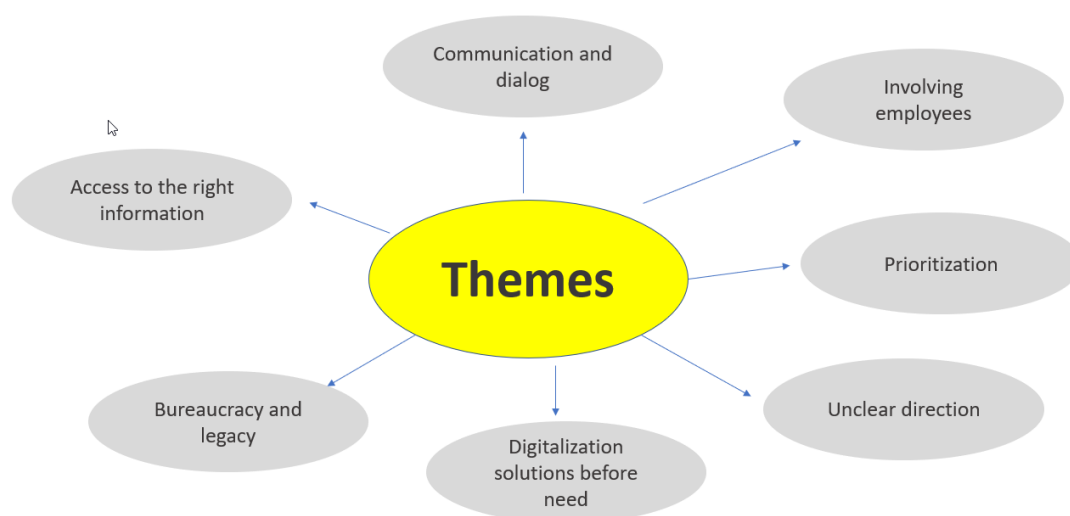 Communication and
dialog
Involving
employees
Access to the right
information
Themes
Prioritization
Bureaucracy and
legacy
Digitalization
solutions before
need
Unclear direction